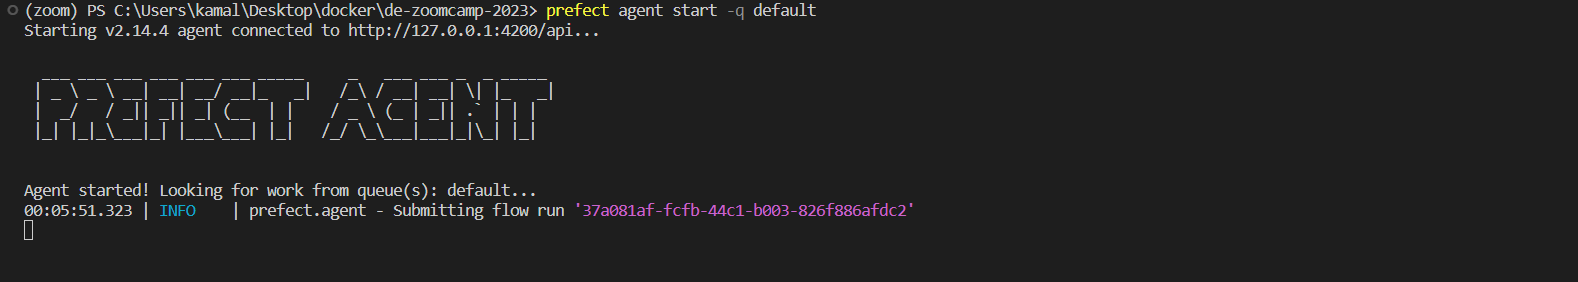 (zoom) PS C:\Users\kamal\Desktop\docker\de-zoomcamp-2023> prefect agent start -q default
Starting v2.14.4 agent connected to http://127.0.0.1:4200/api...
PREFECT AGENT
Agent started! Looking for work from queue(s): default...
00:05:51.323 | INFO    | prefect.agent - Submitting flow run '37a081af-fcfb-44c1-b003-826f886afdc2'